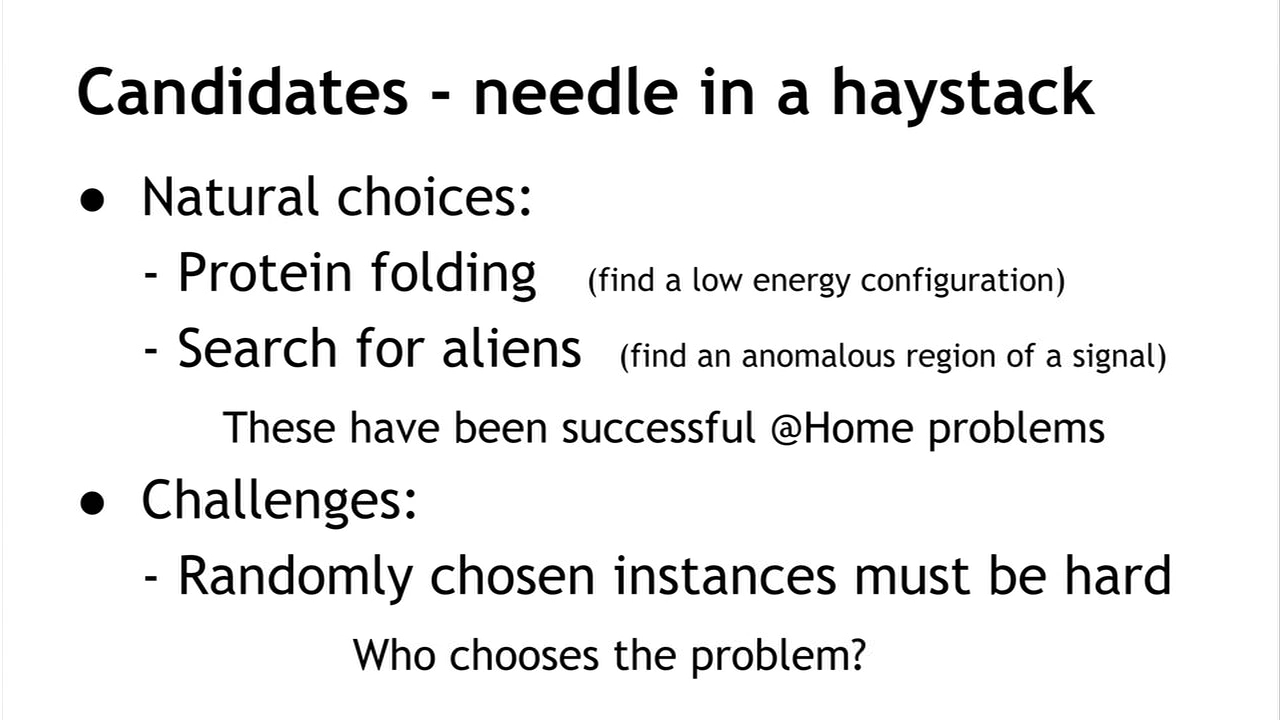 Candidates - needle in a haystack
● Natural choices:
- Protein folding (find a low energy configuration)
- Search for aliens (find an anomalous region of a signal)
These have been successful @Home problems
● Challenges:
- Randomly chosen instances must be hard
Who chooses the problem?